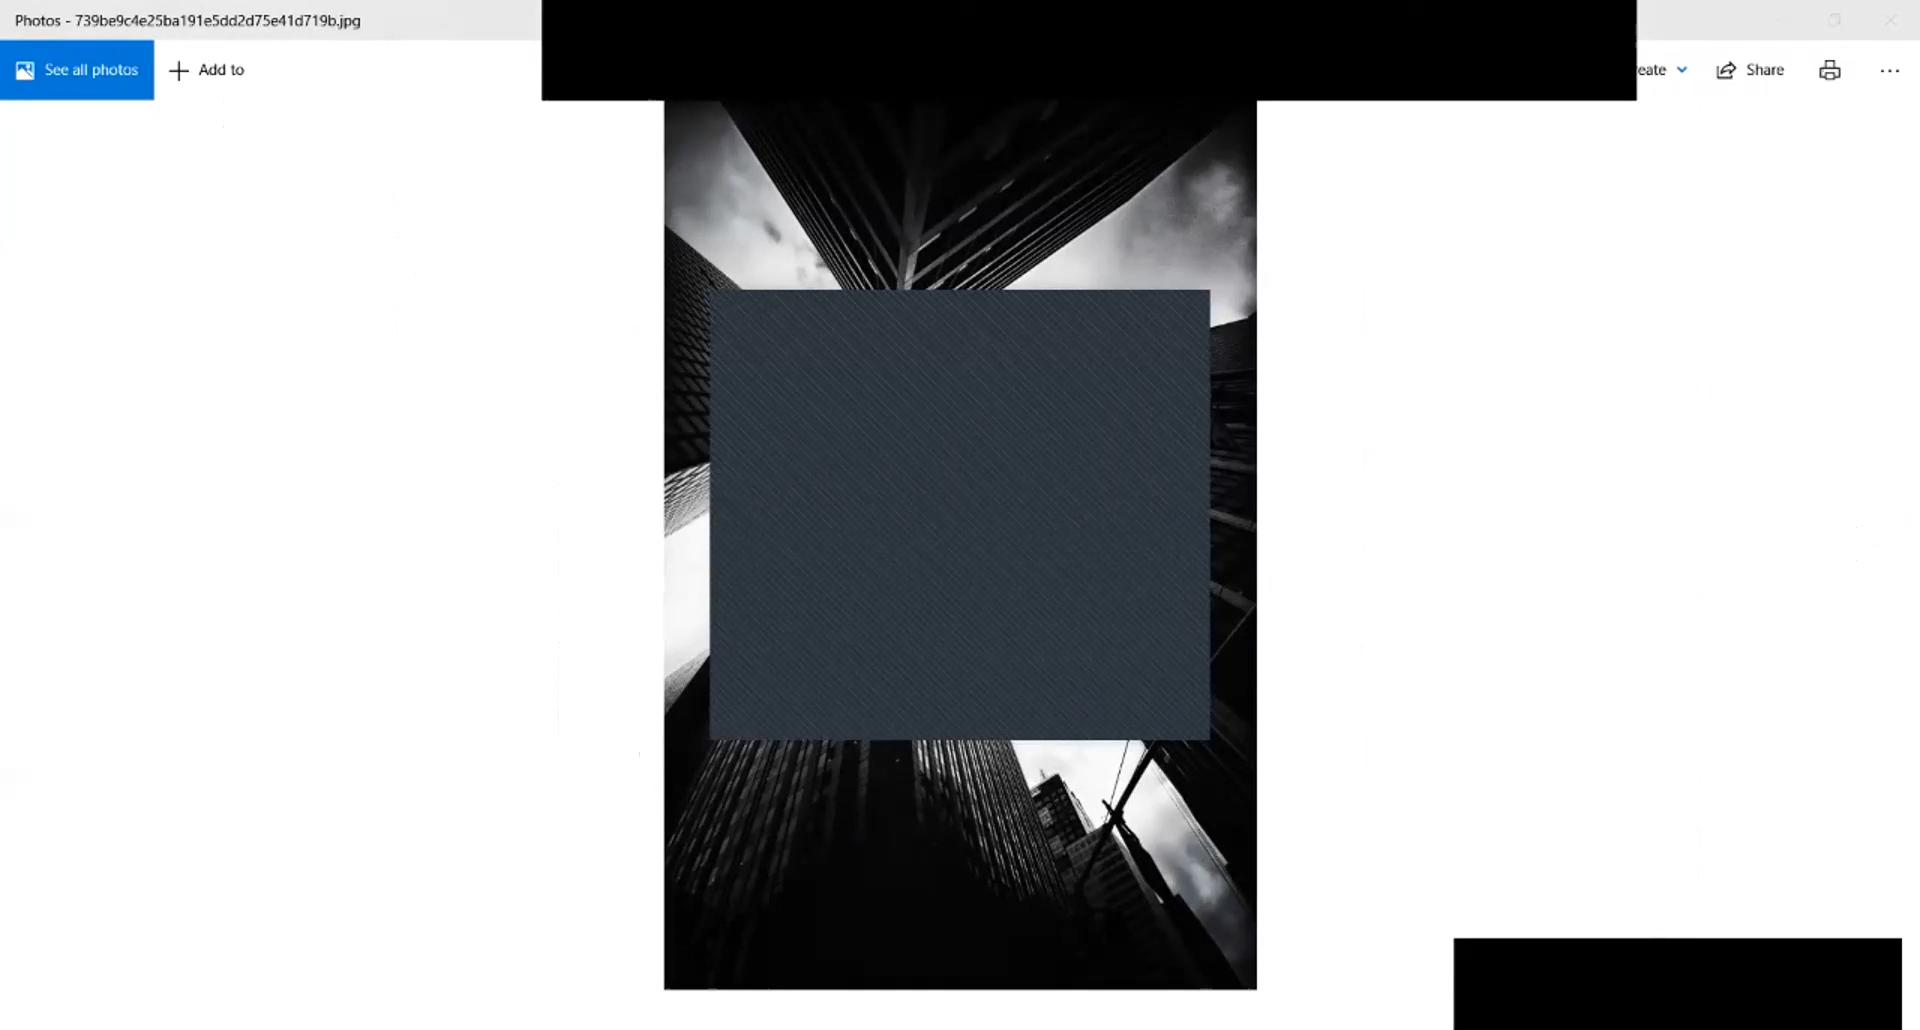 Photos - 739be9c4e25ba191e5dd2d75e41d719b.jpg
See all photos
Add to
eate
Share